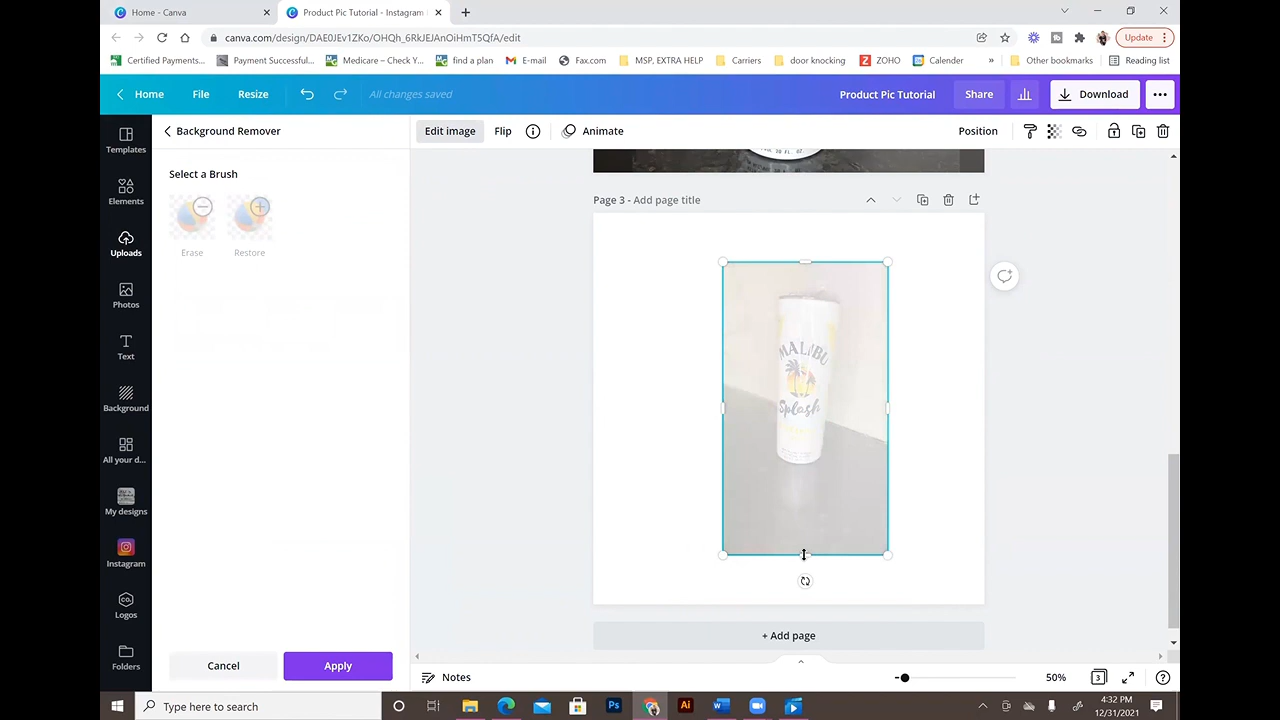 Home - Canva
Product Pic Tutorial - Instagram
canva.com/design/DAE0JEv1ZKo/OHQh_6RkJEJAnOiHmT5QfA/edit
Update
Certified Payments...
Payment Successful...
Medicare – Check Y...
find a plan
E-mail
Fax.com
MSP, EXTRA HELP
Carriers
door knocking
ZOHO
Calender
»
Other bookmarks
Reading list
Home
File
Resize
All changes saved
Product Pic Tutorial
Share
Download
Background Remover
Edit image
Flip
Animate
Position
Templates
Elements
Uploads
Photos
Text
Background
All your d...
My designs
Instagram
Logos
Folders
Select a Brush
Erase
Restore
Cancel
Apply
Page 3 - Add page title
MALIBU
Splash
+ Add page
Notes
50%
3
Type here to search
4:32 PM
12/31/2021